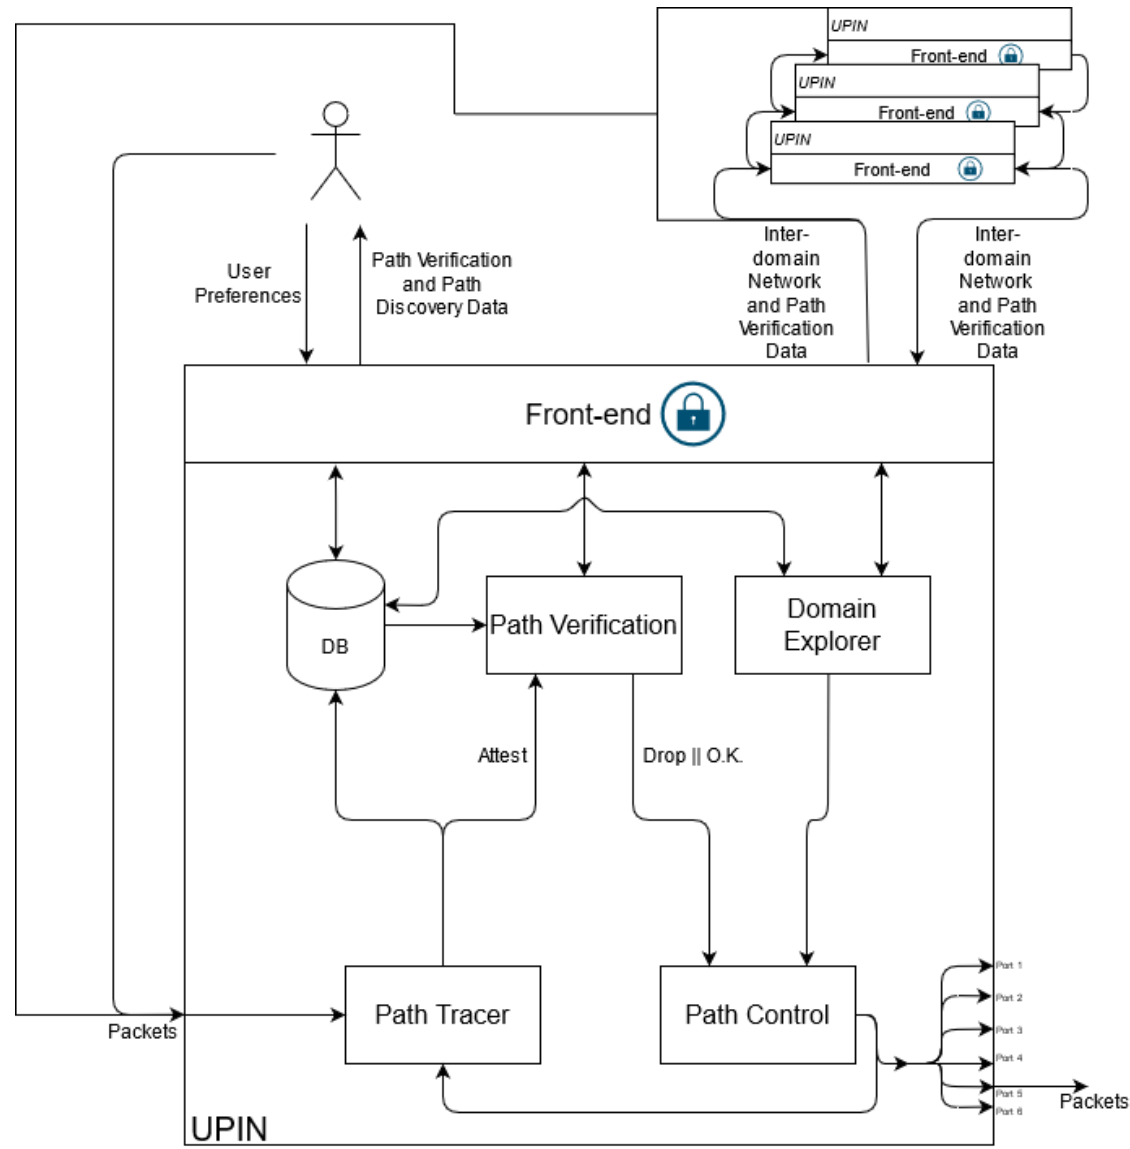 UPIN
Front-end
UPIN
Front-end
UPIN
Front-end
User
Preferences
Path Verification
and Path
Discovery Data
Inter-
domain
Network
and Path
Verification
Data
Inter-
domain
Network
and Path
Verification
Data
Front-end
DB
Path Verification
Domain
Explorer
Attest
Drop || O.K.
Path Tracer
Path Control
Packets
Port 1
Port 2
Port 3
Port 4
Port 5
Port 6
Packets
UPIN